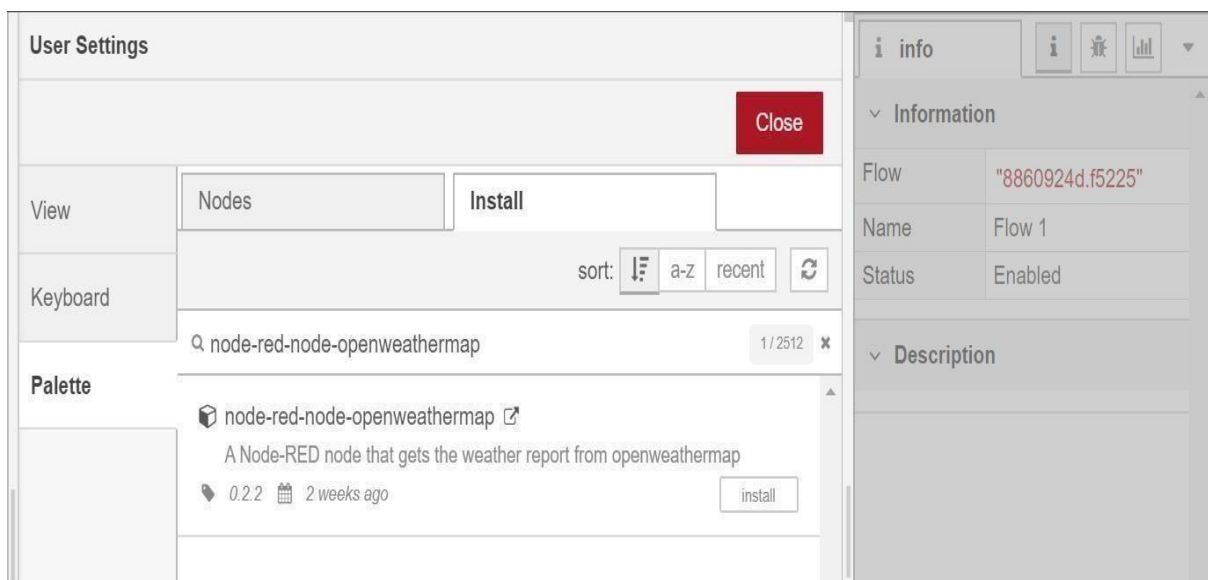 User Settings
Close
View
Keyboard
Palette
Nodes
Install
sort: a-z recent
node-red-node-openweathermap
1 / 2512 ×
node-red-node-openweathermap
A Node-RED node that gets the weather report from openweathermap
0.2.2 2 weeks ago
install
i info
i
Information
Flow "8860924d.f5225"
Name Flow 1
Status Enabled
Description